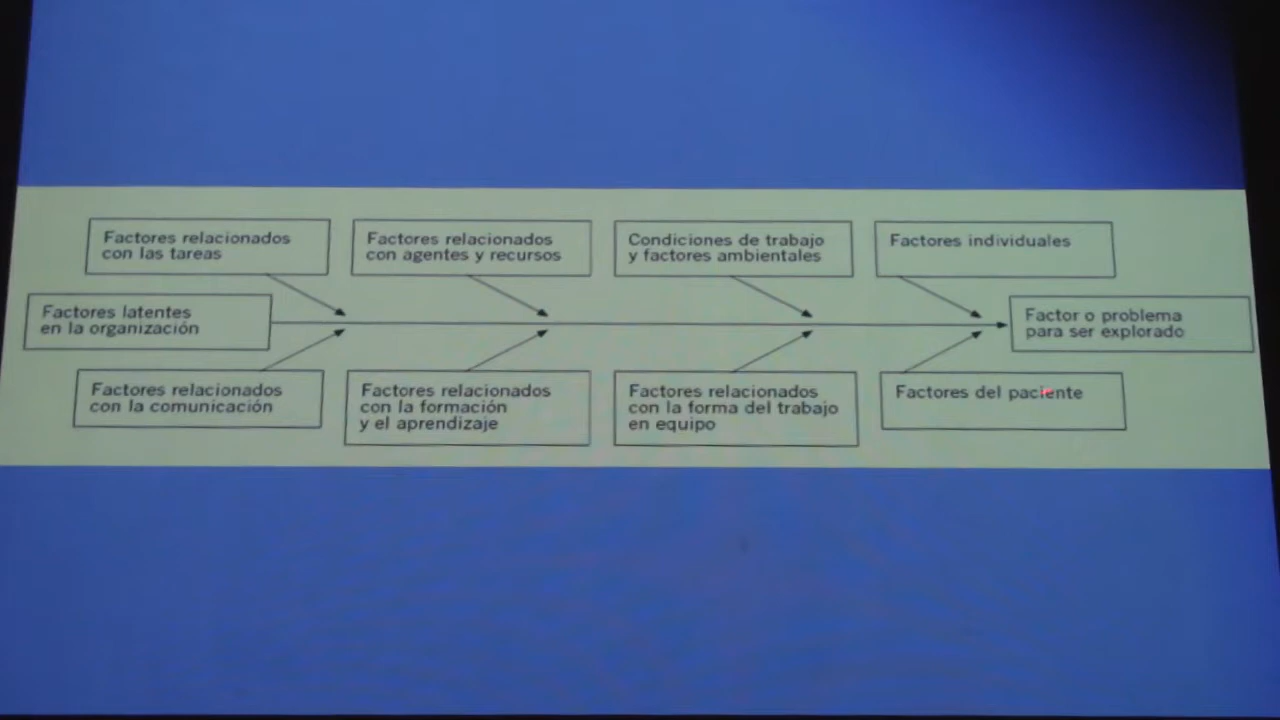 Factores relacionados
con las tareas
Factores relacionados
con agentes y recursos
Condiciones de trabajo
y factores ambientales
Factores individuales
Factores latentes
en la organización
Factor o problema
para ser explorado
Factores relacionados
con la comunicación
Factores relacionados
con la formación
y el aprendizaje
Factores relacionados
con la forma del trabajo
en equipo
Factores del paciente